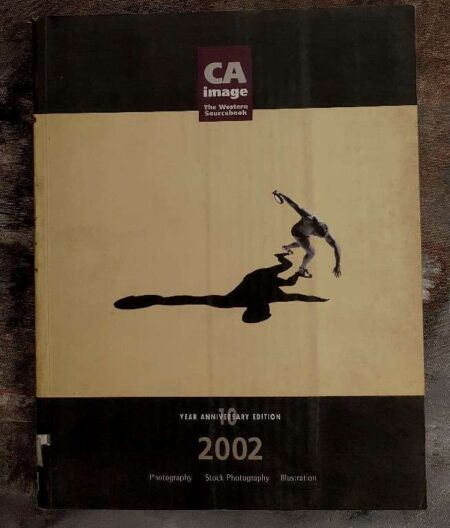 CA
image
The Western
Sourcebook
10
YEAR ANNIVERSARY EDITION
2002
Photography Stock Photography Illustration